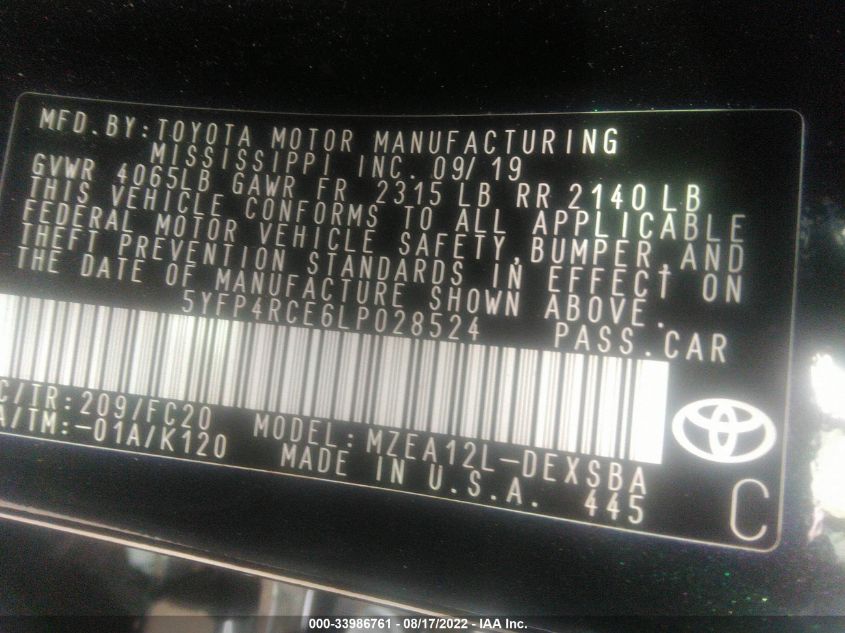 MFD.BY:TOYOTA MOTOR MANUFACTURING
MISSISSIPPI INC. 09/19
GVWR 4065LB GAWR FR 2315 LB RR 2140 LB
THIS VEHICLE CONFORMS TO ALL APPLICABLE
FEDERAL MOTOR VEHICLE SAFETY,BUMPER,AND
THEFT PREVENTION STANDARDS IN EFFECT ON
THE DATE OF MANUFACTURE SHOWN ABOVE.
5YFP4RCE6LP028524 PASS.CAR
C/TR:209/FC20 MODEL:MZEA12L-DEXSBA
A/TM:-01A/K120 MADE IN U.S.A. 445
C
000-33986761 - 08/17/2022 - IAA Inc.